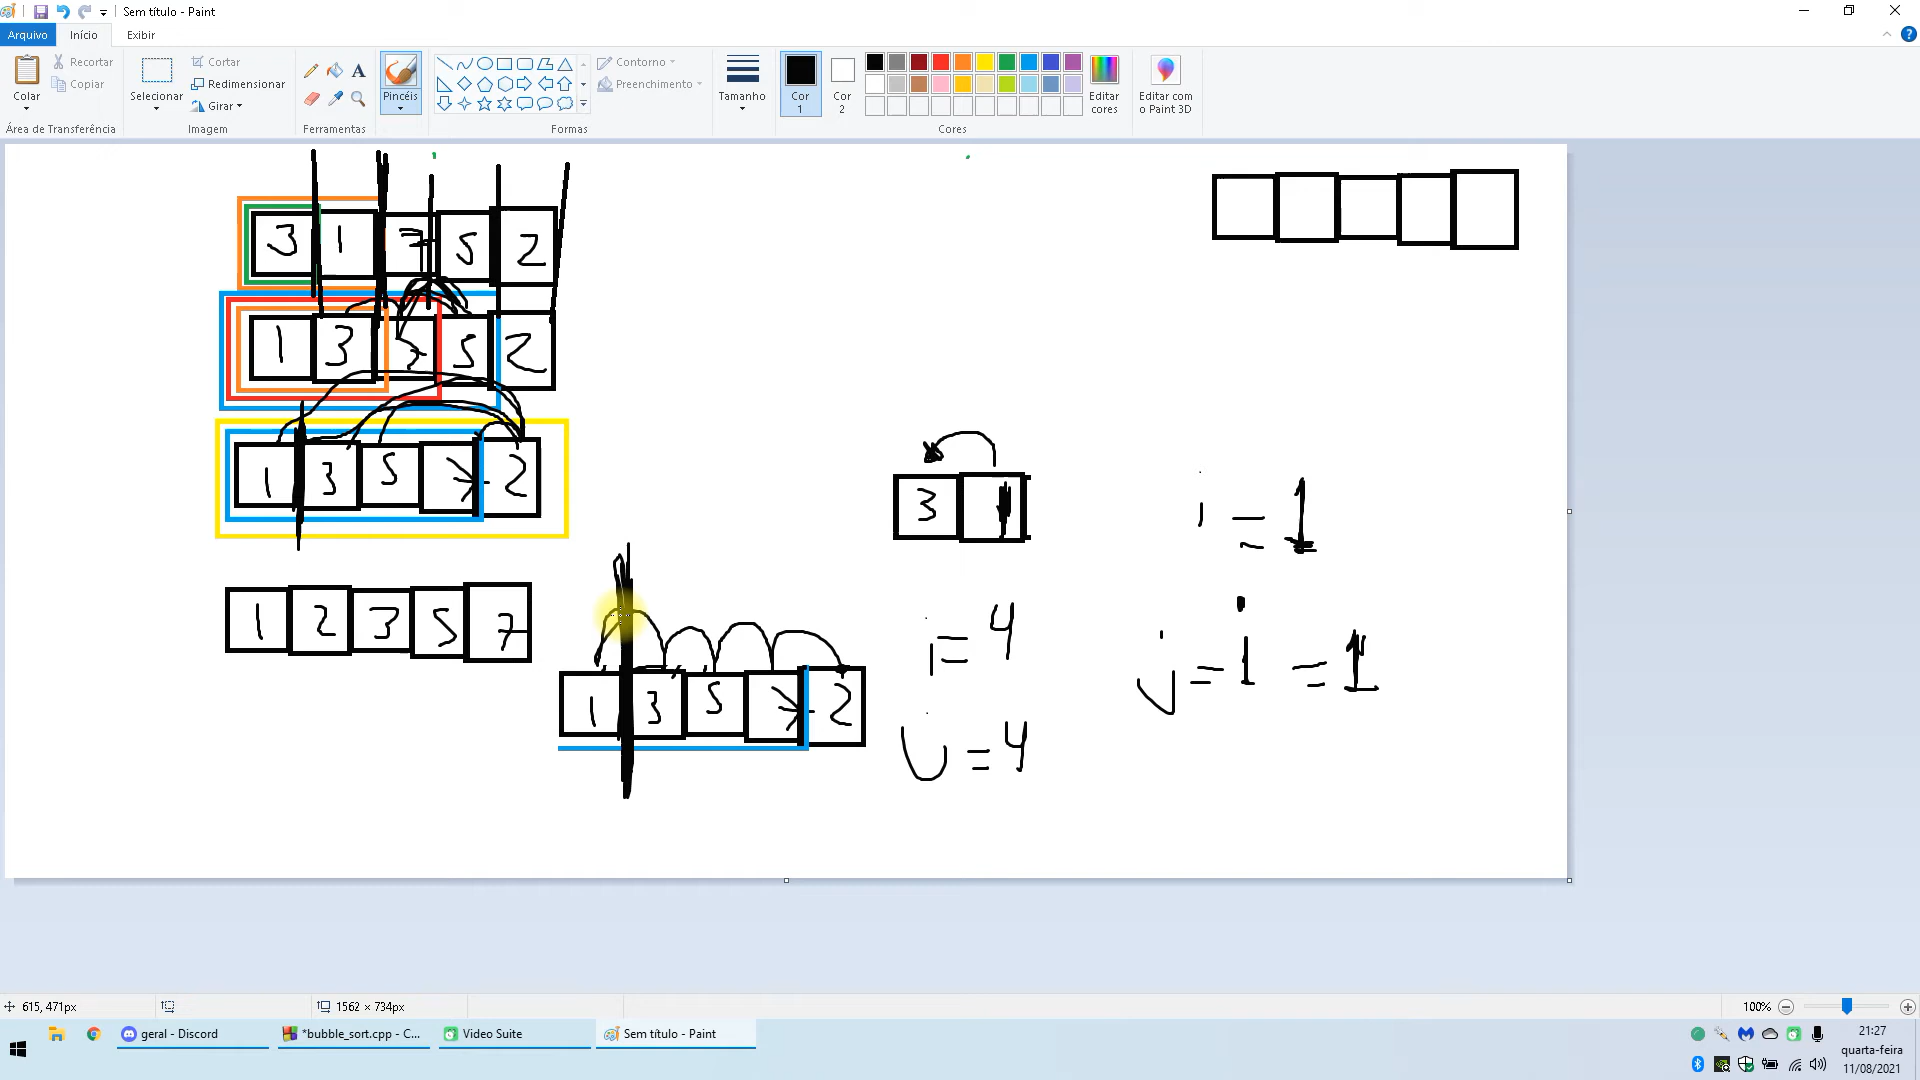 Sem título - Paint
Arquivo Início Exibir
Colar
Recortar
Copiar
Área de Transferência
Selecionar
Cortar
Redimensionar
Girar
Imagem
Ferramentas
Pincéis
Contorno
Preenchimento
Formas
Tamanho
Cor 1
Cor 2
Editar cores
Cores
Editar com o Paint 3D
3 1 7 5 2
1 3 5 2
1 3 5 7 2
3
i = 1
1 2 3 5 7
i = 4
j = i = 1
1 3 5 7 2
j = 4
615, 471px
1562 × 734px
100%
geral - Discord
*bubble_sort.cpp - C...
Video Suite
Sem título - Paint
21:27
quarta-feira
11/08/2021